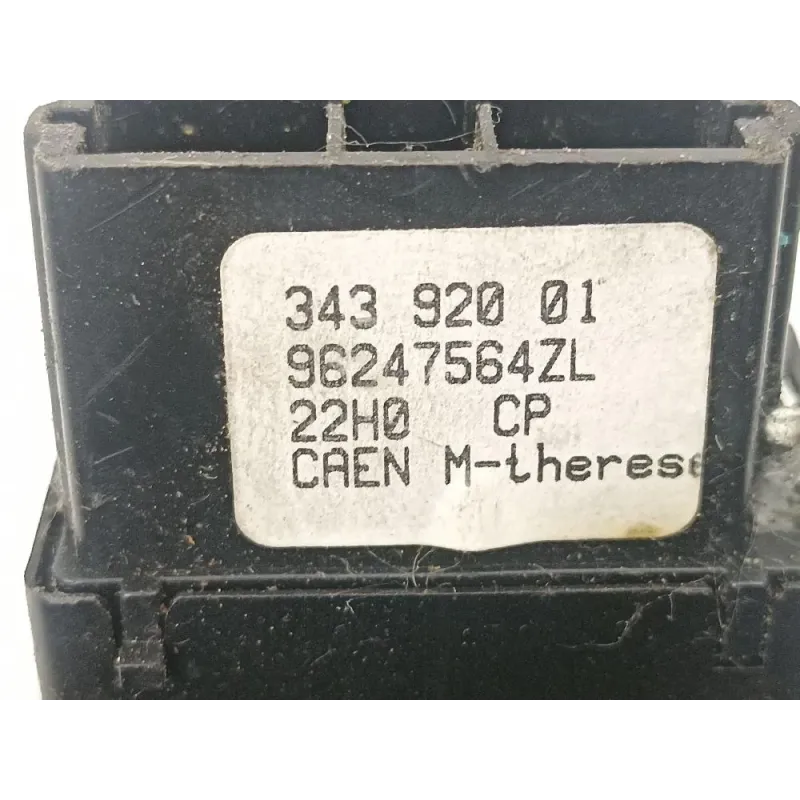 343 920 01
96247564ZL
22H0 CP
CAEN M-therese